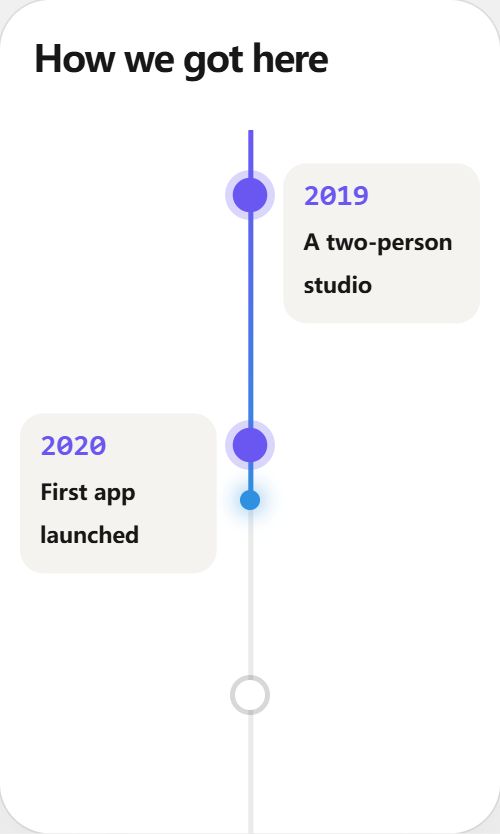 How we got here
2019
A two-person
studio
2020
First app
launched